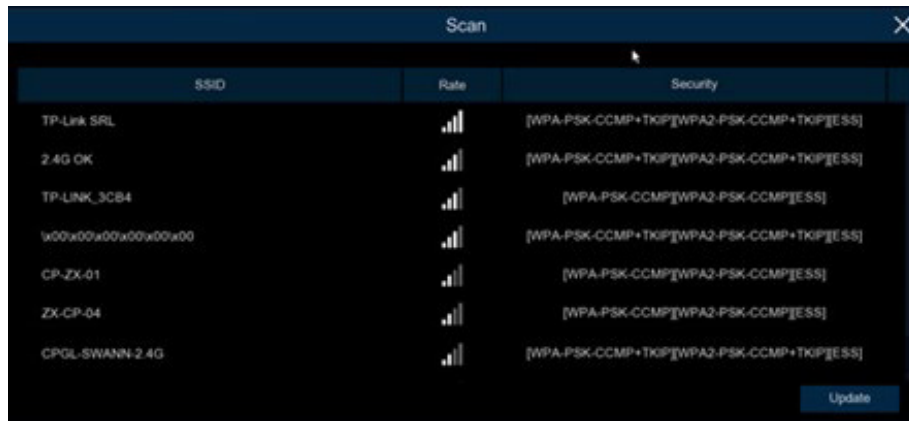 Scan
SSID Rate Security
TP-Link SRL [WPA-PSK-CCMP+TKIP][WPA2-PSK-CCMP+TKIP][ESS]
2.4G OK [WPA-PSK-CCMP+TKIP][WPA2-PSK-CCMP+TKIP][ESS]
TP-LINK_3CB4 [WPA-PSK-CCMP][WPA2-PSK-CCMP][ESS]
\x00\x00\x00\x00\x00\x00 [WPA-PSK-CCMP+TKIP][WPA2-PSK-CCMP+TKIP][ESS]
CP-ZX-01 [WPA-PSK-CCMP][WPA2-PSK-CCMP][ESS]
ZX-CP-04 [WPA-PSK-CCMP][WPA2-PSK-CCMP][ESS]
CPGL-SWANN-2.4G [WPA-PSK-CCMP+TKIP][WPA2-PSK-CCMP+TKIP][ESS]
Update